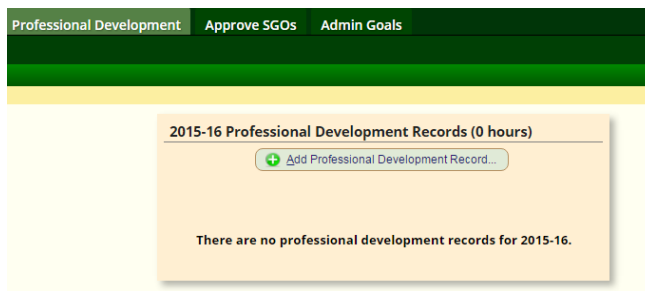 Professional Development Approve SGOs Admin Goals
2015-16 Professional Development Records (0 hours)
Add Professional Development Record...
There are no professional development records for 2015-16.